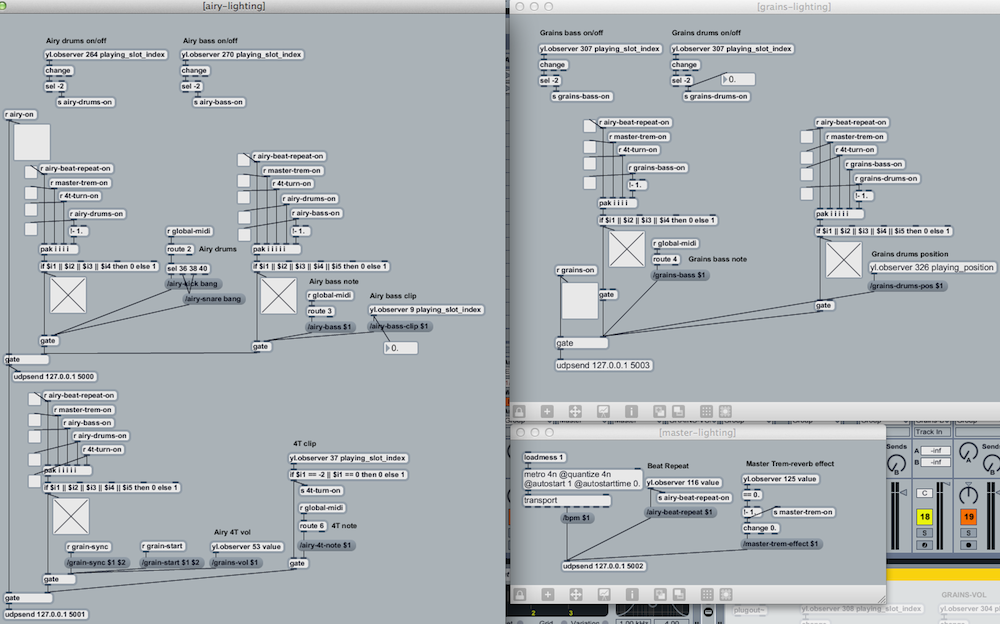 [airy-lighting]
Airy drums on/off
yl.observer 264 playing_slot_index
change
sel -2
s airy-drums-on
Airy bass on/off
yl.observer 270 playing_slot_index
change
sel -2
s airy-bass-on
r airy-on
r airy-beat-repeat-on
r master-trem-on
r 4t-turn-on
r airy-drums-on
!- 1.
pak i i i i
if $i1 || $i2 || $i3 || $i4 then 0 else 1
gate
r global-midi
route 2
Airy drums
sel 36 38 40
/airy-kick bang
/airy-snare bang
r airy-beat-repeat-on
r master-trem-on
r 4t-turn-on
r airy-drums-on
r airy-bass-on
!- 1.
pak i i i i i
if $i1 || $i2 || $i3 || $i4 || $i5 then 0 else 1
Airy bass note
r global-midi
route 3
/airy-bass $1
gate
Airy bass clip
yl.observer 9 playing_slot_index
/airy-bass-clip $1
0.
gate
udpsend 127.0.0.1 5000
r airy-beat-repeat-on
r master-trem-on
r airy-bass-on
r airy-drums-on
r 4t-turn-on
pak i i i i i
if $i1 || $i2 || $i3 || $i4 || $i5 then 0 else 1
r grain-sync
/grain-sync $1 $2
r grain-start
/grain-start $1 $2
Airy 4T vol
yl.observer 53 value
/grains-vol $1
gate
4T clip
yl.observer 37 playing_slot_index
if $i1 == -2 || $i1 == 0 then 0 else 1
s 4t-turn-on
r global-midi
route 6
4T note
/airy-4t-note $1
gate
gate
udpsend 127.0.0.1 5001
[grains-lighting]
Grains bass on/off
yl.observer 307 playing_slot_index
change
sel -2
s grains-bass-on
Grains drums on/off
yl.observer 307 playing_slot_index
change
sel -2
0.
s grains-drums-on
r airy-beat-repeat-on
r master-trem-on
r 4t-turn-on
r grains-bass-on
!- 1.
pak i i i i
if $i1 || $i2 || $i3 || $i4 then 0 else 1
r global-midi
route 4
Grains bass note
/grains-bass $1
r grains-on
gate
r airy-beat-repeat-on
r master-trem-on
r 4t-turn-on
r grains-bass-on
r grains-drums-on
!- 1.
pak i i i i i
if $i1 || $i2 || $i3 || $i4 || $i5 then 0 else 1
Grains drums position
yl.observer 326 playing_position
/grains-drums-pos $1
gate
gate
udpsend 127.0.0.1 5003
[master-lighting]
loadmess 1
metro 4n @quantize 4n
@autostart 1 @autostarttime 0.
transport
/bpm $1
Beat Repeat
yl.observer 116 value
s airy-beat-repeat-on
/airy-beat-repeat $1
Master Trem-reverb effect
yl.observer 125 value
== 0.
!- 1.
s master-trem-on
change 0.
/master-trem-effect $1
udpsend 127.0.0.1 5002
Track In
Sends
A
-inf
B
-inf
Sends
C
C
18
19
S
S
GRAINS-VOL
plugout~
yl.observer 308 playing_slot_index
yl.observer 304
change
2
3
Grid
Variation
1.00 kHz
4.00